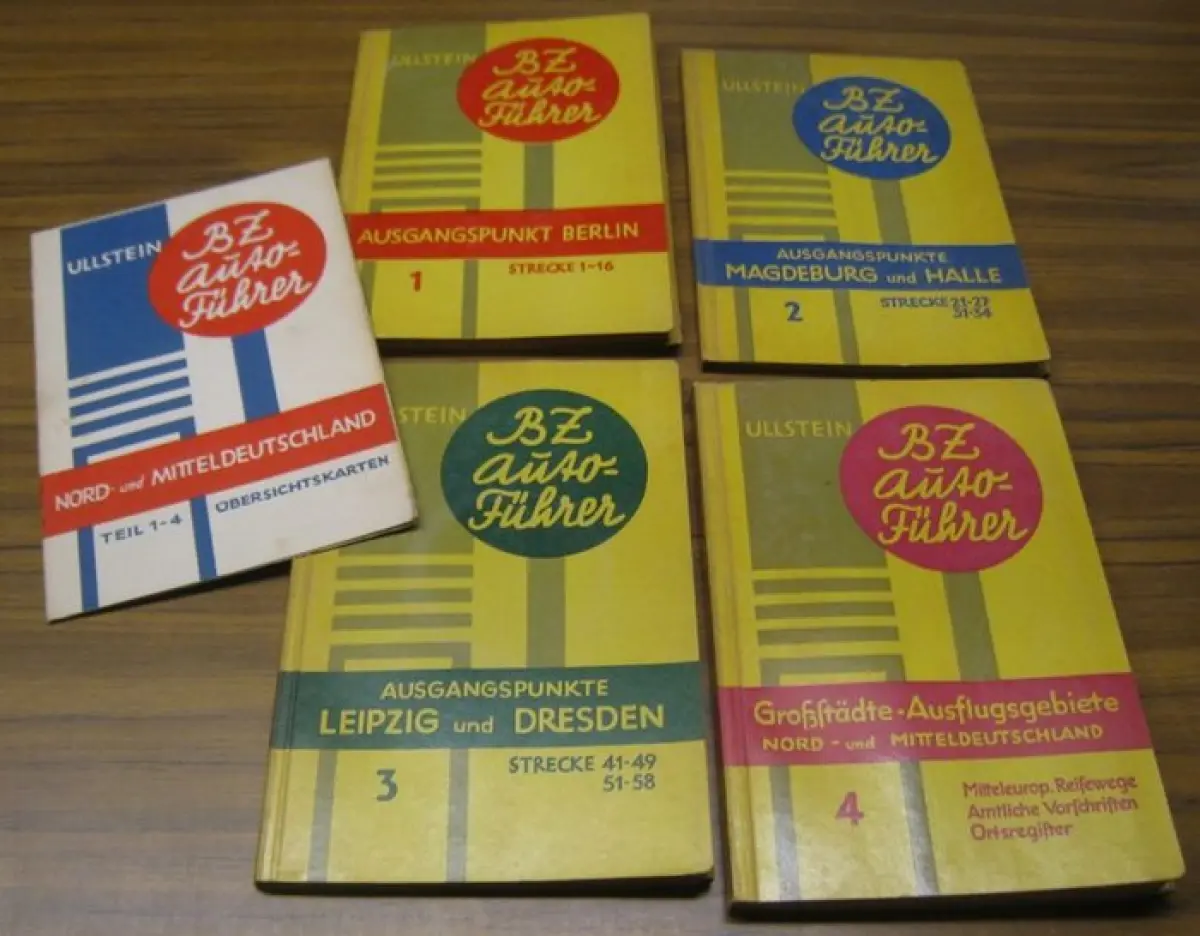 ULLSTEIN
BZ
Auto-
Führer
NORD- und MITTELDEUTSCHLAND
TEIL 1-4 ÜBERSICHTSKARTEN
ULLSTEIN
BZ
Auto-
Führer
AUSGANGSPUNKT BERLIN
1 STRECKE 1-16
ULLSTEIN
BZ
Auto-
Führer
AUSGANGSPUNKTE
MAGDEBURG und HALLE
2 STRECKE 21-27
STEIN
BZ
Auto-
Führer
AUSGANGSPUNKTE
LEIPZIG und DRESDEN
3 STRECKE 41-49
51-58
ULLSTEIN
BZ
Auto-
Führer
Großſtädte-Ausflugsgebiete
NORD- und MITTELDEUTSCHLAND
4
Mitteleurop. Reiſewege
Amtliche Vorſchriften
Ortsregiſter